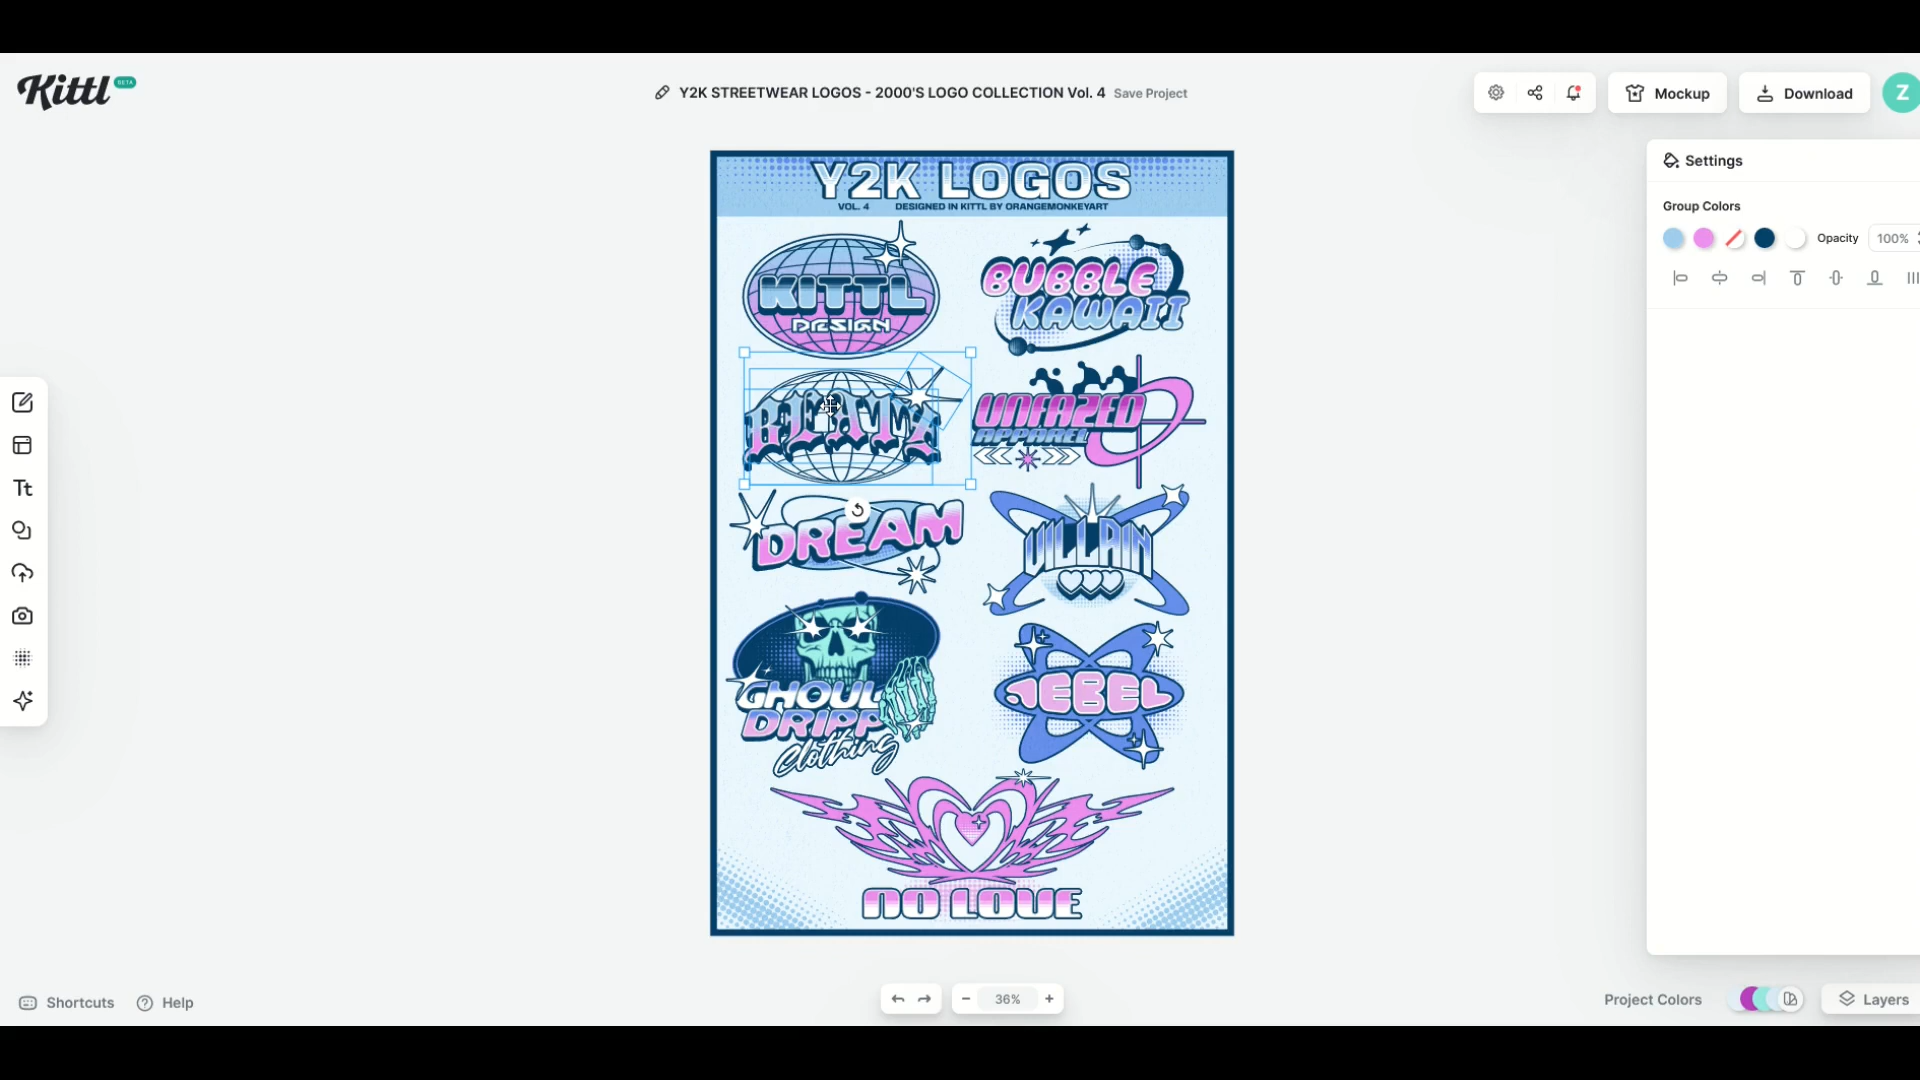 Kittl BETA
Y2K STREETWEAR LOGOS - 2000'S LOGO COLLECTION Vol. 4 Save Project
Mockup
Download
Z
Settings
Group Colors
Opacity 100%
Y2K LOGOS
VOL. 4 DESIGNED IN KITTL BY ORANGEMONKEYART
KITTL
DESIGN
BUBBLE
KAWAII
BEATZ
UNFAZED
APPAREL
DREAM
VILLAIN
GHOUL
DRIPP
Clothing
REBEL
NO LOVE
Tt
Shortcuts
Help
36%
Project Colors
Layers